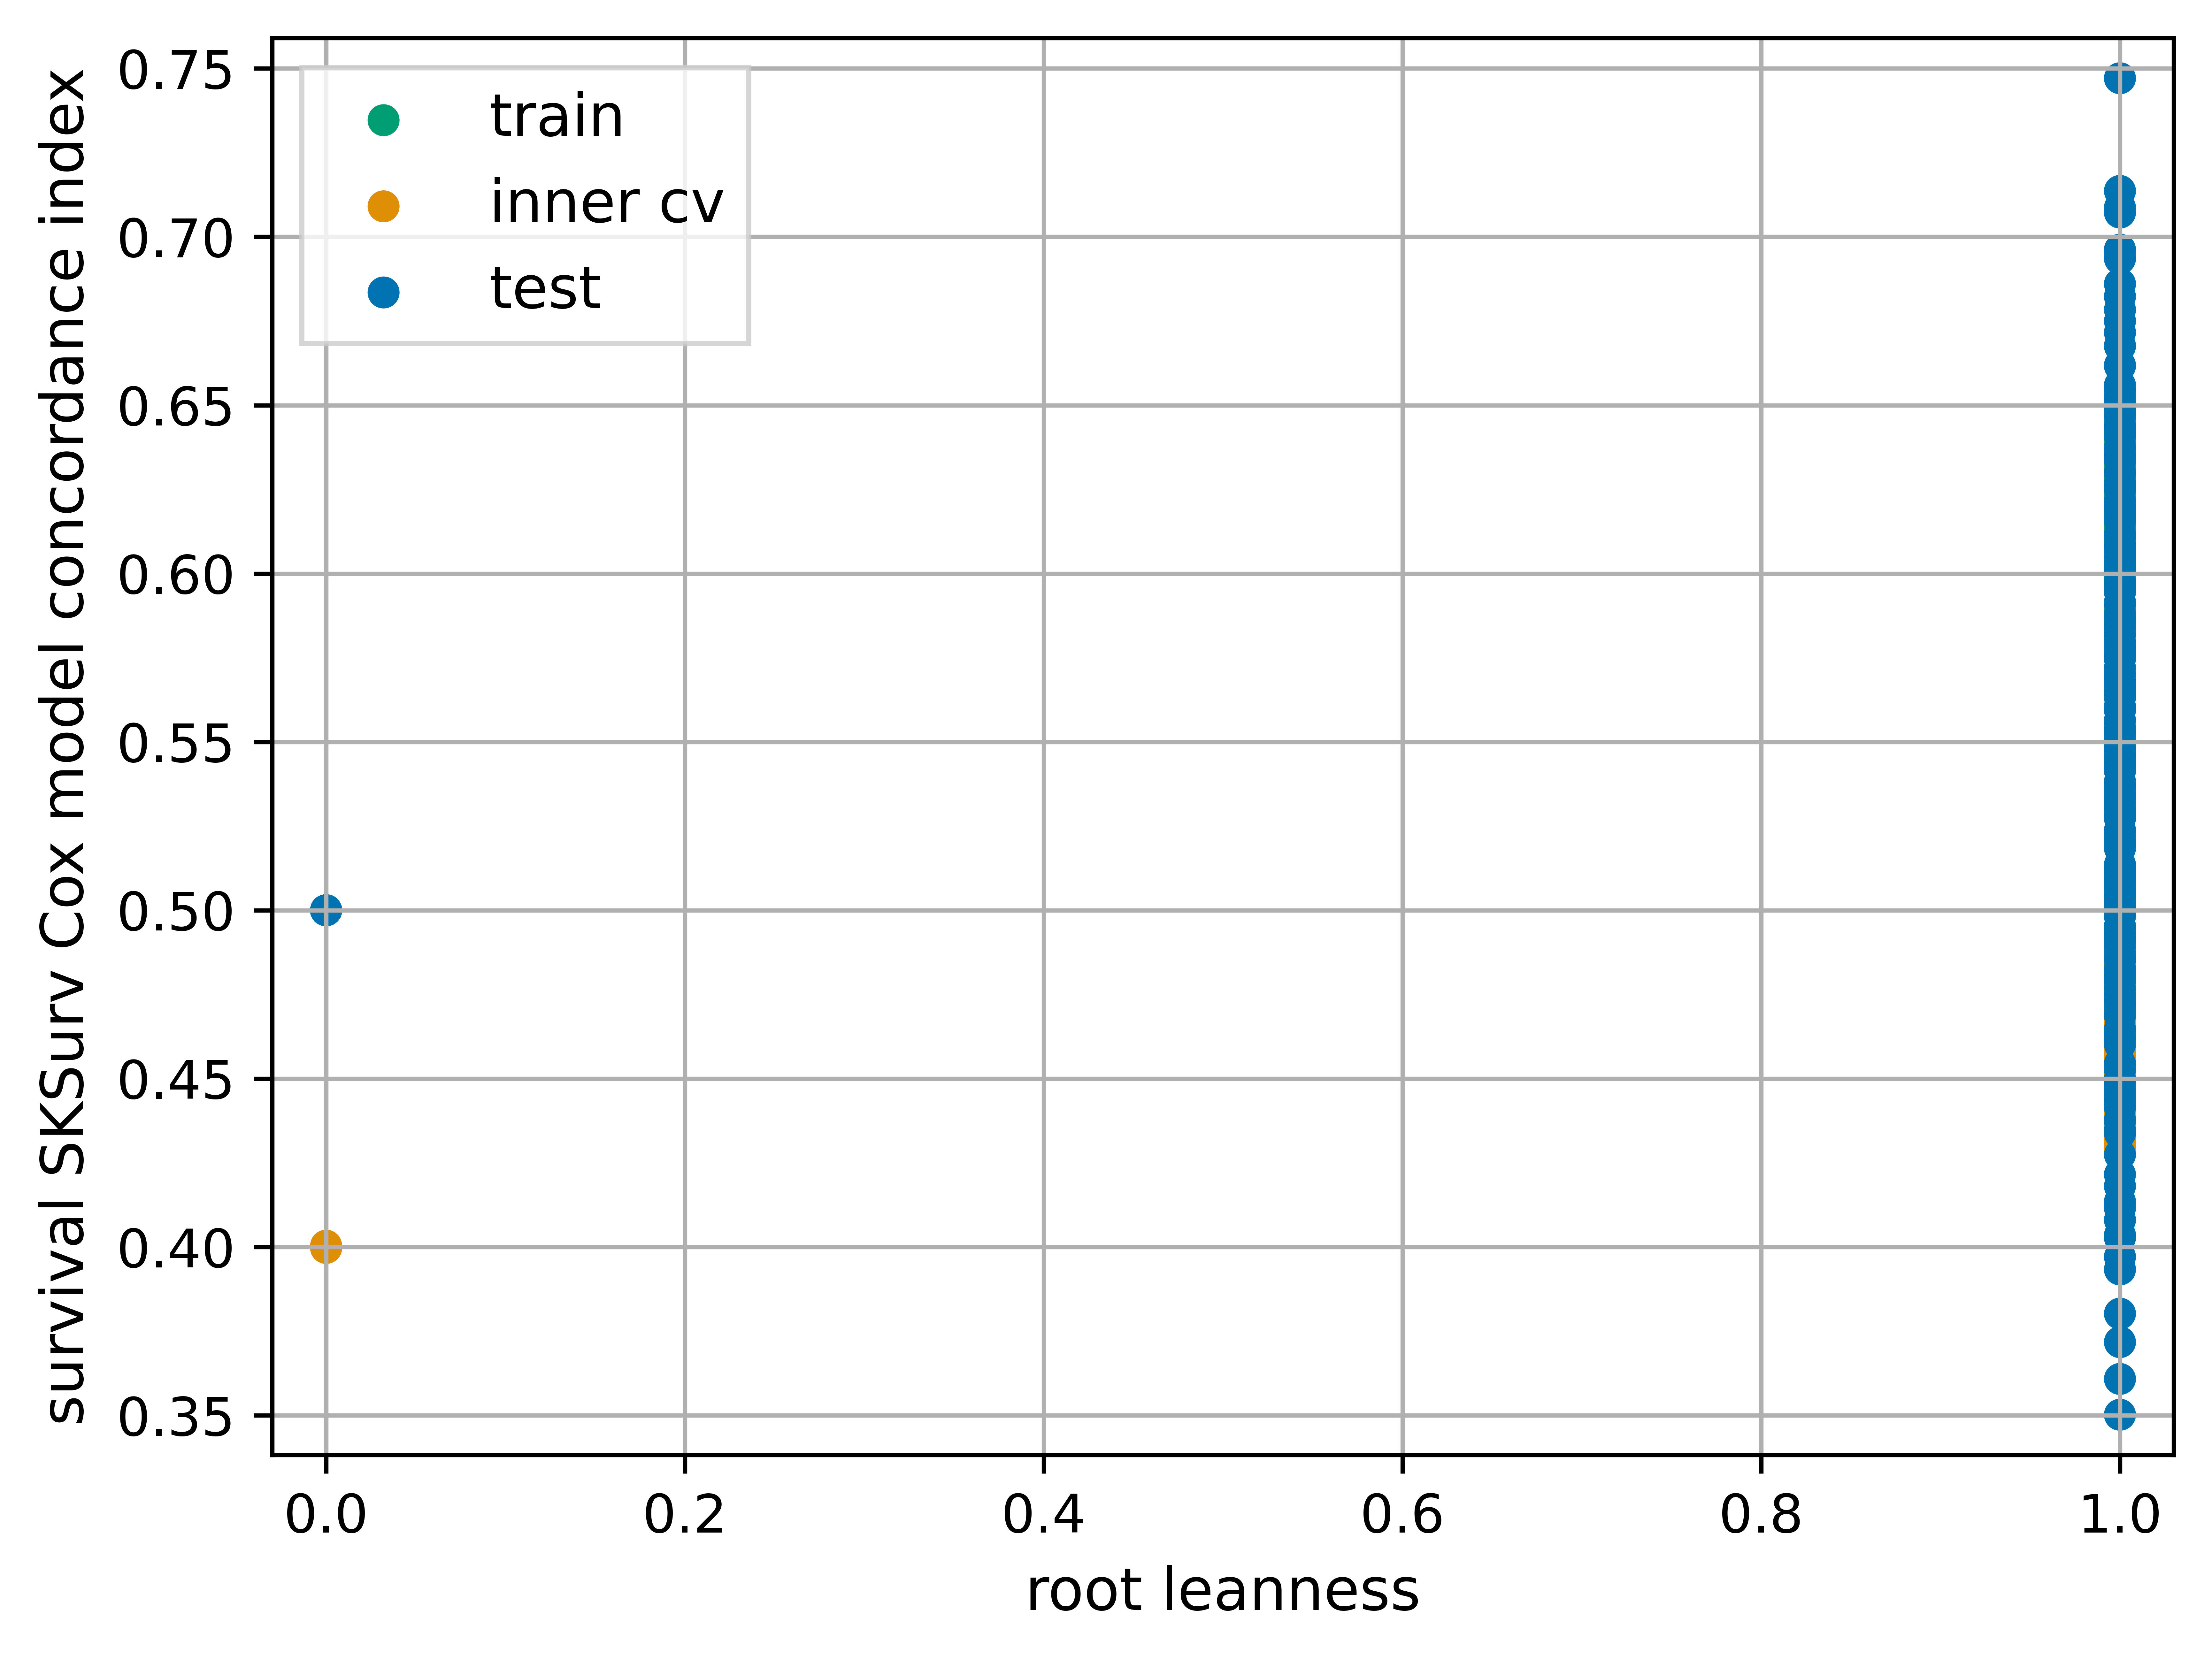 survival SKSurv Cox model concordance index
0.75
0.70
0.65
0.60
0.55
0.50
0.45
0.40
0.35
train
inner cv
test
0.0 0.2 0.4 0.6 0.8 1.0
root leanness